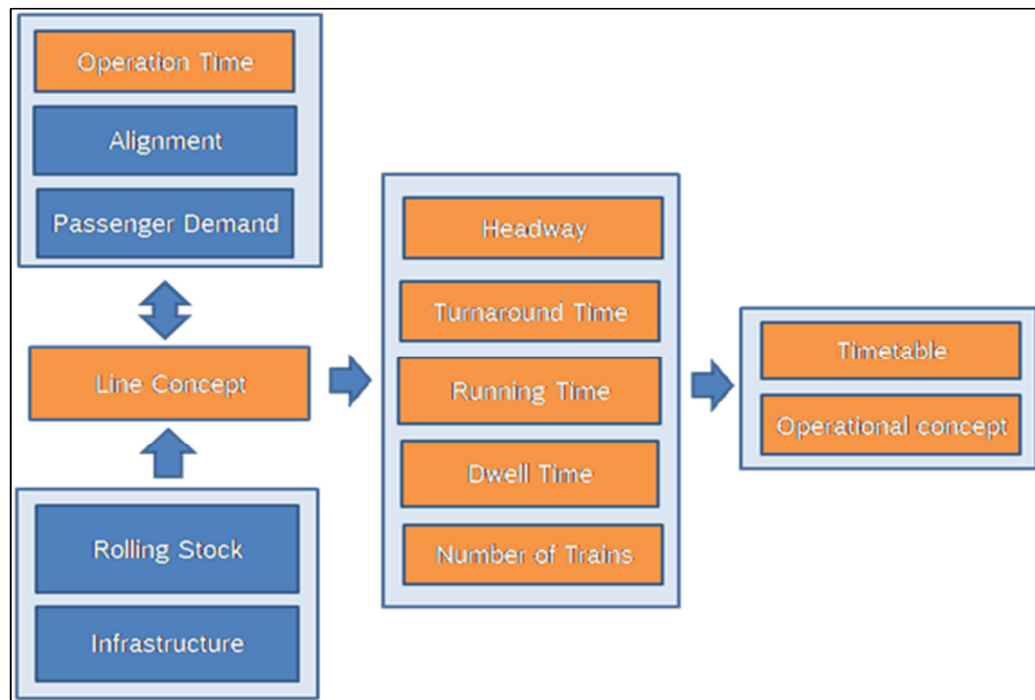 Operation Time
Alignment
Passenger Demand
Line Concept
Rolling Stock
Infrastructure
Headway
Turnaround Time
Running Time
Dwell Time
Number of Trains
Timetable
Operational concept